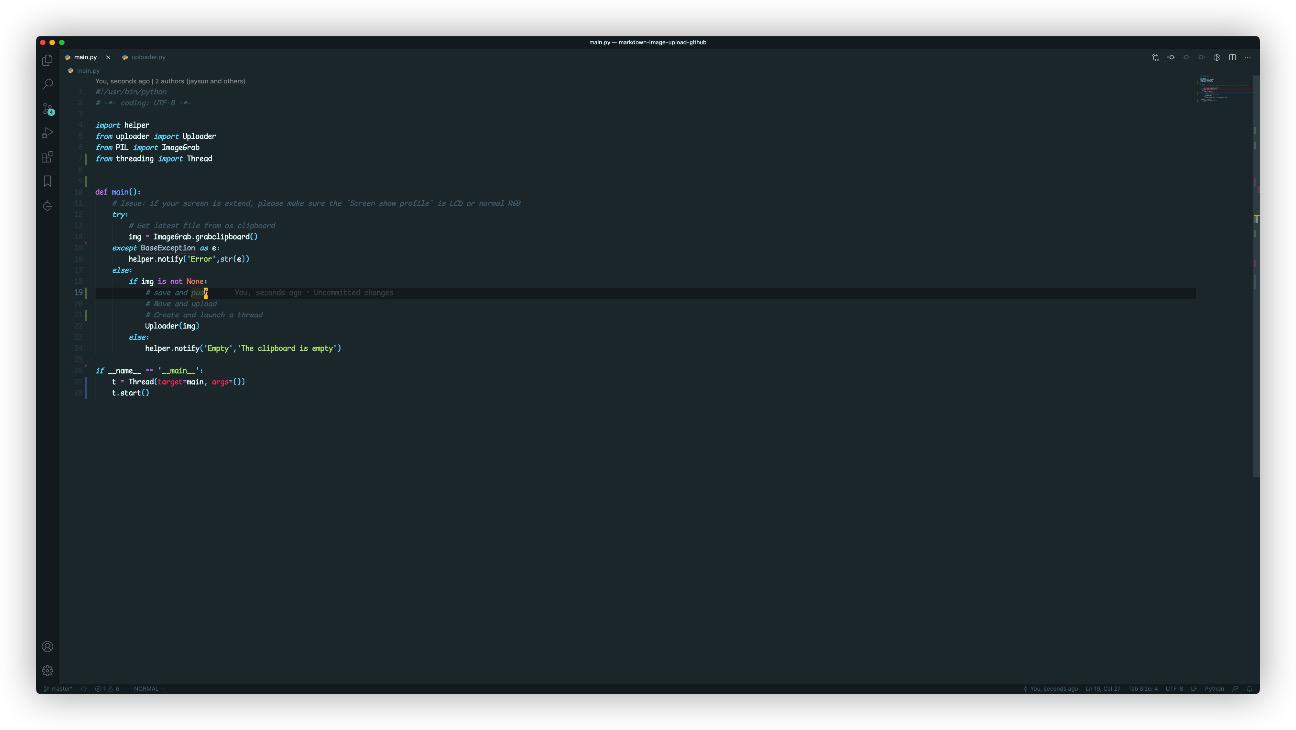 main.py — markdown-image-upload-github
main.py × uploader.py
main.py
You, seconds ago | 2 authors (jaysun and others)
1 #!/usr/bin/python
2 # -*- coding: UTF-8 -*-
3
4 import helper
5 from uploader import Uploader
6 from PIL import ImageGrab
7 from threading import Thread
8
9
10 def main():
11 # Issue: if your screen is extend, please make sure the `Screen show profile` is LCD or normal RGB
12 try:
13 # Get latest file from os clipboard
14 img = ImageGrab.grabclipboard()
15 except BaseException as e:
16 helper.notify('Error',str(e))
17 else:
18 if img is not None:
19 # save and push You, seconds ago • Uncommitted changes
20 # Move and upload
21 # Create and launch a thread
22 Uploader(img)
23 else:
24 helper.notify('Empty','The clipboard is empty')
25
26 if __name__ == '__main__':
27 t = Thread(target=main, args=())
28 t.start()
master* 1 6 NORMAL You, seconds ago Ln 19, Col 27 Tab Size: 4 UTF-8 LF Python